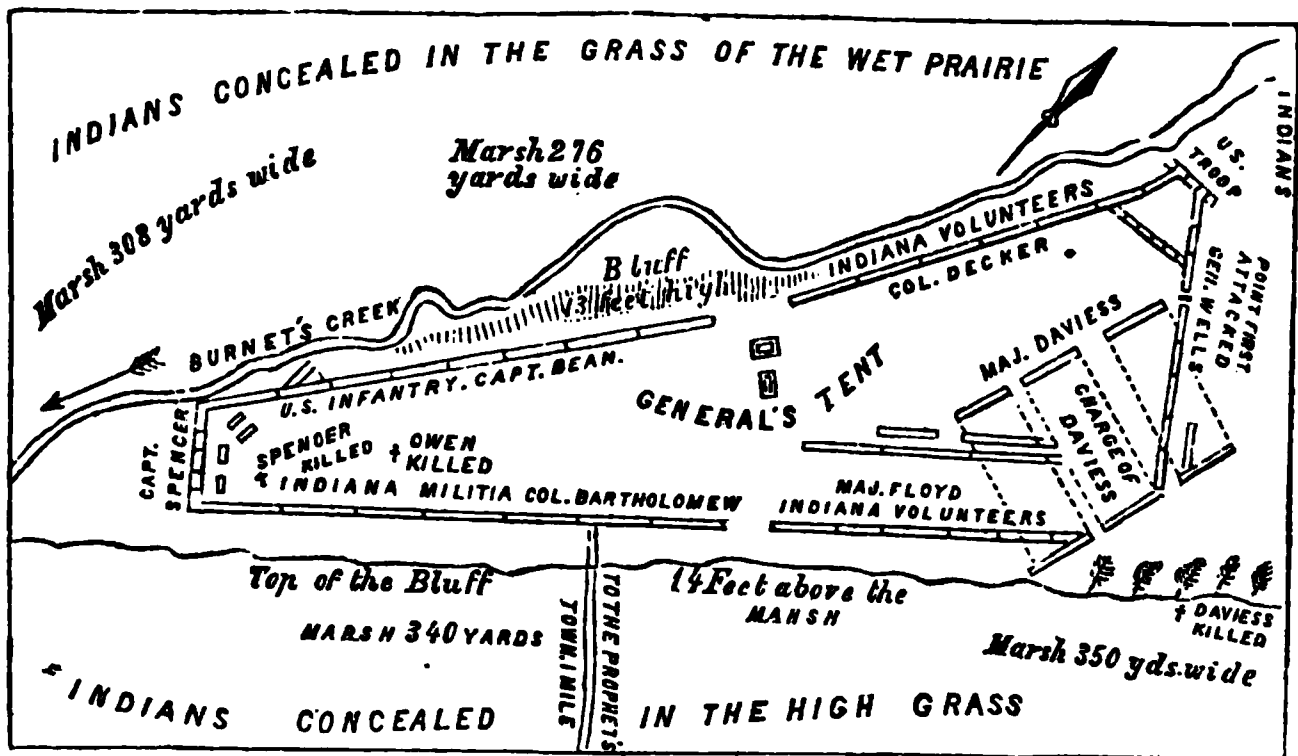 INDIANS CONCEALED IN THE GRASS OF THE WET PRAIRIE
INDIANS
Marsh 276
yards wide
Marsh 308 yards wide
U.S.
TROOP
INDIANA VOLUNTEERS
COL. DECKER
Bluff
13 feet high
BURNET'S CREEK
POINT FIRST
ATTACKED
GEN. WELLS
U.S. INFANTRY. CAPT. BEAN.
GENERAL'S TENT
MAJ. DAVIESS
CHARGE OF
DAVIESS
CAPT.
SPENCER
SPENCER
KILLED
OWEN
KILLED
INDIANA MILITIA COL. BARTHOLOMEW
MAJ. FLOYD
INDIANA VOLUNTEERS
Top of the Bluff
14 Feet above the
MAHSH
MARSH 340 YARDS
TO THE PROPHET'S
TOWN. 1 MILE
DAVIESS
KILLED
Marsh 350 yds. wide
INDIANS CONCEALED IN THE HIGH GRASS